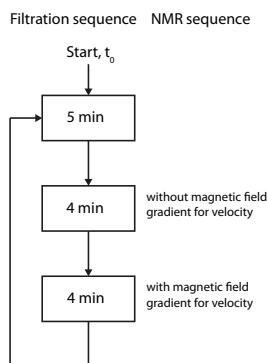 Filtration sequence NMR sequence
Start, t0
5 min
4 min
without magnetic field
gradient for velocity
4 min
with magnetic field
gradient for velocity